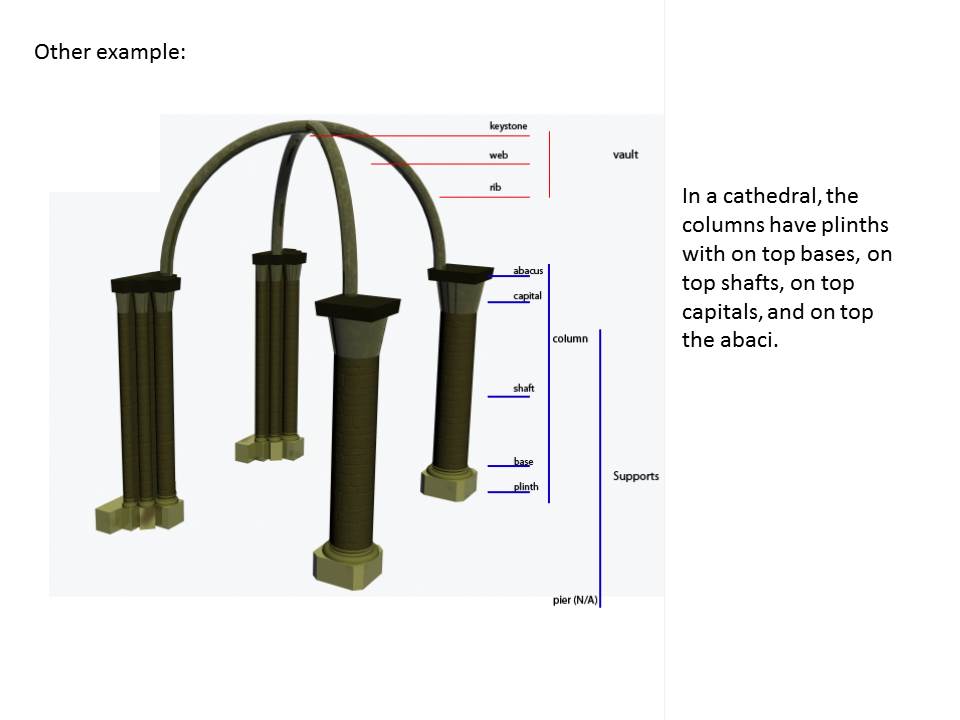 Other example:
keystone
web
vault
rib
In a cathedral, the
columns have plinths
with on top bases, on
top shafts, on top
capitals, and on top
the abaci.
abacus
capital
column
shaft
base
Supports
plinth
pier (N/A)